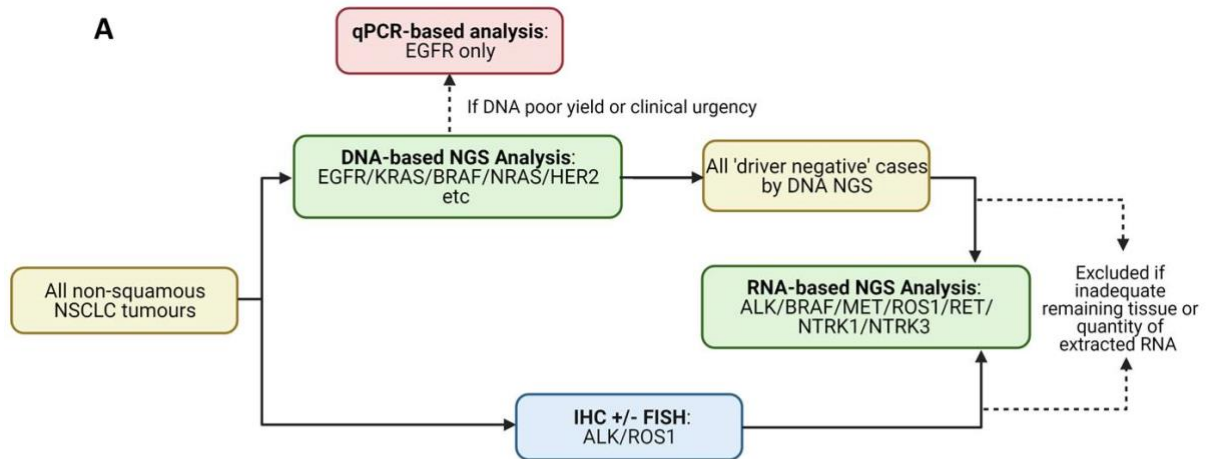 A
qPCR-based analysis:
EGFR only
If DNA poor yield or clinical urgency
DNA-based NGS Analysis:
EGFR/KRAS/BRAF/NRAS/HER2
etc
All 'driver negative' cases
by DNA NGS
All non-squamous
NSCLC tumours
RNA-based NGS Analysis:
ALK/BRAF/MET/ROS1/RET/
NTRK1/NTRK3
Excluded if
inadequate
remaining tissue or
quantity of
extracted RNA
IHC +/- FISH:
ALK/ROS1